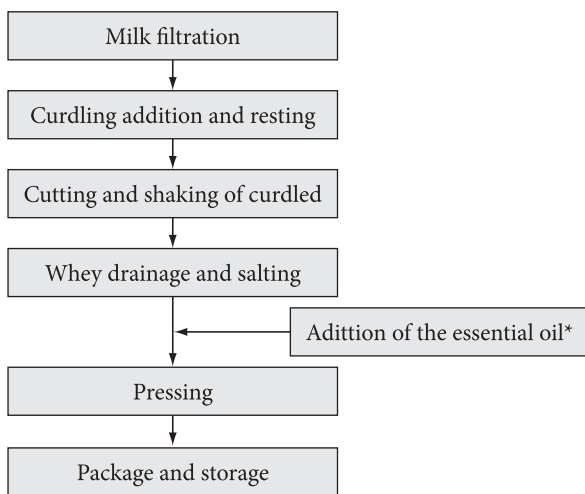 Milk filtration
Curdling addition and resting
Cutting and shaking of curdled
Whey drainage and salting
Adittion of the essential oil*
Pressing
Package and storage